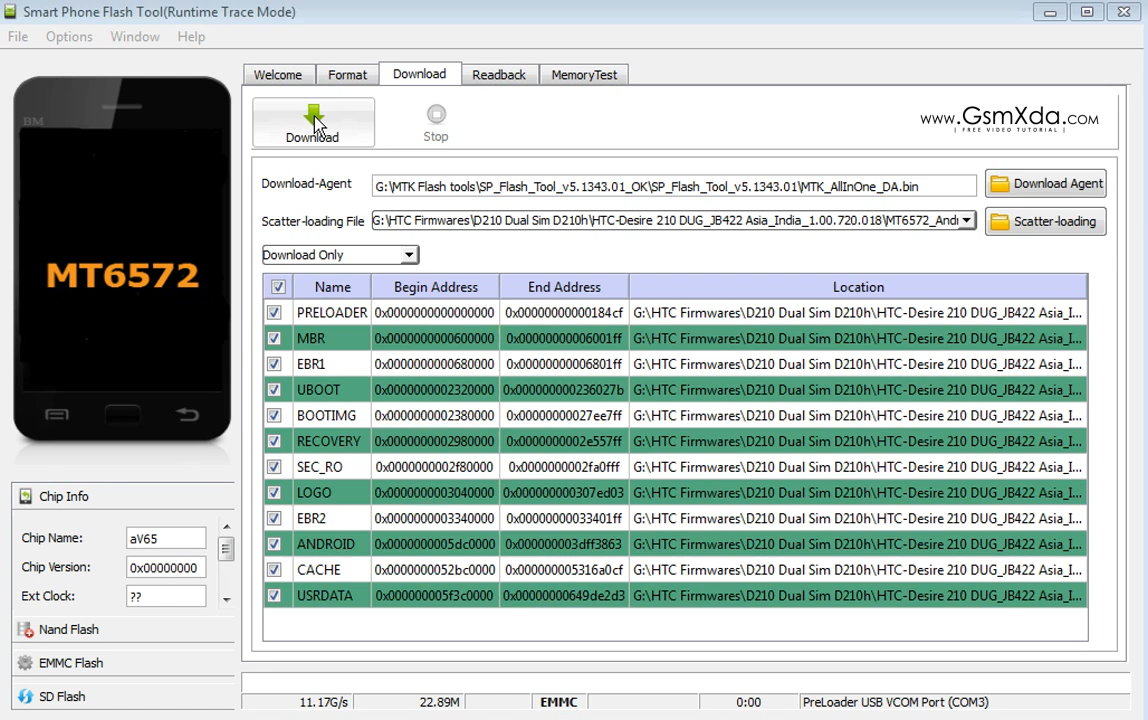 Smart Phone Flash Tool(Runtime Trace Mode)
File Options Window Help
BM
MT6572
Welcome Format Download Readback MemoryTest
Download Stop
www.GsmXda.com
| FREE VIDEO TUTORIAL |
Download-Agent G:\MTK Flash tools\SP_Flash_Tool_v5.1343.01_OK\SP_Flash_Tool_v5.1343.01\MTK_AllInOne_DA.bin Download Agent
Scatter-loading File G:\HTC Firmwares\D210 Dual Sim D210h\HTC-Desire 210 DUG_JB422 Asia_India_1.00.720.018\MT6572_And Scatter-loading
Download Only
Name Begin Address End Address Location
PRELOADER 0x0000000000000000 0x00000000000184cf G:\HTC Firmwares\D210 Dual Sim D210h\HTC-Desire 210 DUG_JB422 Asia_I...
MBR 0x0000000000600000 0x00000000006001ff G:\HTC Firmwares\D210 Dual Sim D210h\HTC-Desire 210 DUG_JB422 Asia_I...
EBR1 0x0000000000680000 0x00000000006801ff G:\HTC Firmwares\D210 Dual Sim D210h\HTC-Desire 210 DUG_JB422 Asia_I...
UBOOT 0x0000000002320000 0x000000000236027b G:\HTC Firmwares\D210 Dual Sim D210h\HTC-Desire 210 DUG_JB422 Asia_I...
BOOTIMG 0x0000000002380000 0x00000000027ee7ff G:\HTC Firmwares\D210 Dual Sim D210h\HTC-Desire 210 DUG_JB422 Asia_I...
RECOVERY 0x0000000002980000 0x0000000002e557ff G:\HTC Firmwares\D210 Dual Sim D210h\HTC-Desire 210 DUG_JB422 Asia_I...
SEC_RO 0x0000000002f80000 0x0000000002fa0fff G:\HTC Firmwares\D210 Dual Sim D210h\HTC-Desire 210 DUG_JB422 Asia_I...
LOGO 0x0000000003040000 0x000000000307ed03 G:\HTC Firmwares\D210 Dual Sim D210h\HTC-Desire 210 DUG_JB422 Asia_I...
EBR2 0x0000000003340000 0x00000000033401ff G:\HTC Firmwares\D210 Dual Sim D210h\HTC-Desire 210 DUG_JB422 Asia_I...
ANDROID 0x0000000005dc0000 0x000000003dff3863 G:\HTC Firmwares\D210 Dual Sim D210h\HTC-Desire 210 DUG_JB422 Asia_I...
CACHE 0x0000000052bc0000 0x000000005316a0cf G:\HTC Firmwares\D210 Dual Sim D210h\HTC-Desire 210 DUG_JB422 Asia_I...
USRDATA 0x000000005f3c0000 0x00000000649de2d3 G:\HTC Firmwares\D210 Dual Sim D210h\HTC-Desire 210 DUG_JB422 Asia_I...
Chip Info
Chip Name: aV65
Chip Version: 0x00000000
Ext Clock: ??
Nand Flash
EMMC Flash
SD Flash
11.17G/s 22.89M EMMC 0:00 PreLoader USB VCOM Port (COM3)